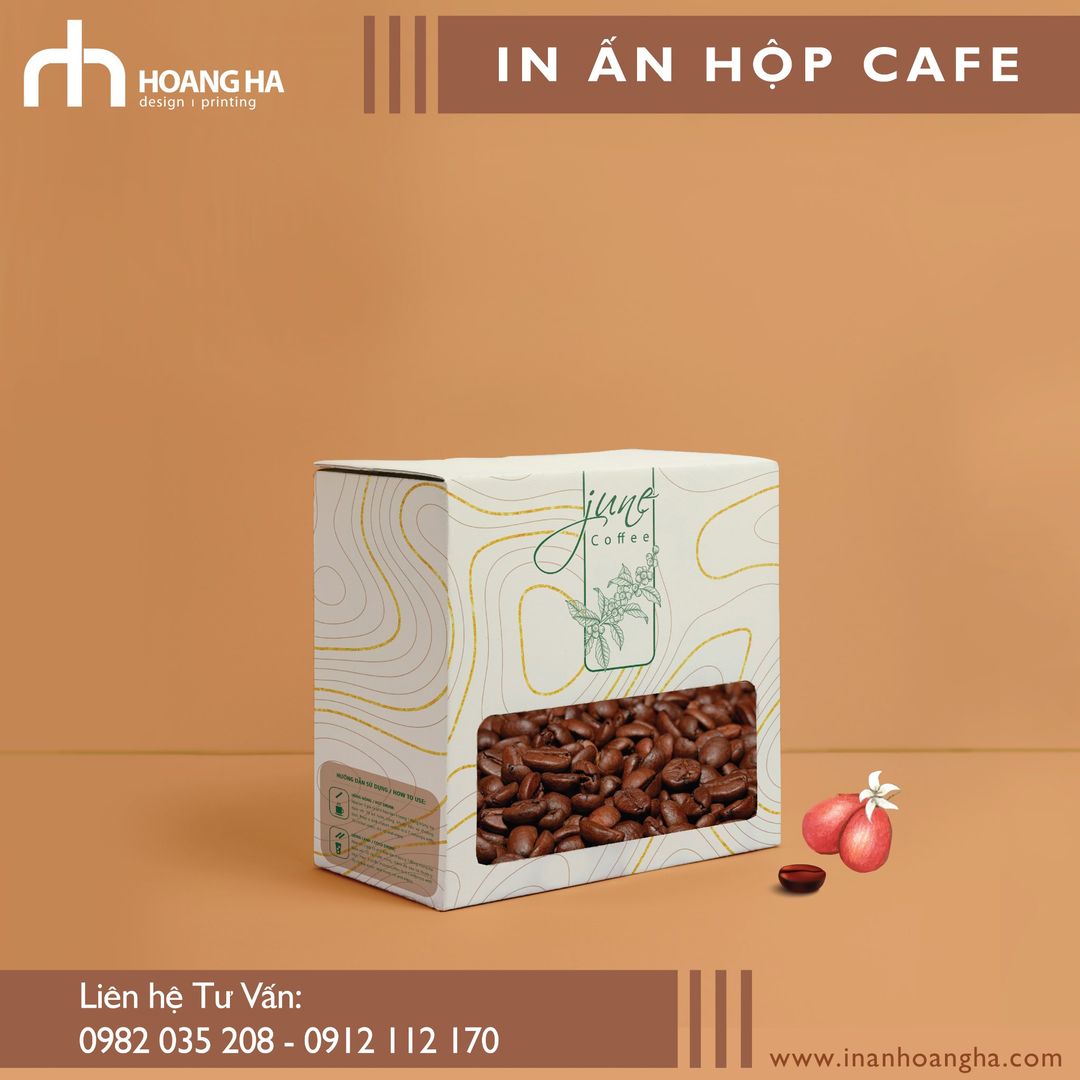 HOANG HA
design ı printing
IN ẤN HỘP CAFE
june
Coffee
HƯỚNG DẪN SỬ DỤNG / HOW TO USE:
Liên hệ Tư Vấn:
0982 035 208 - 0912 112 170
www.inanhoangha.com